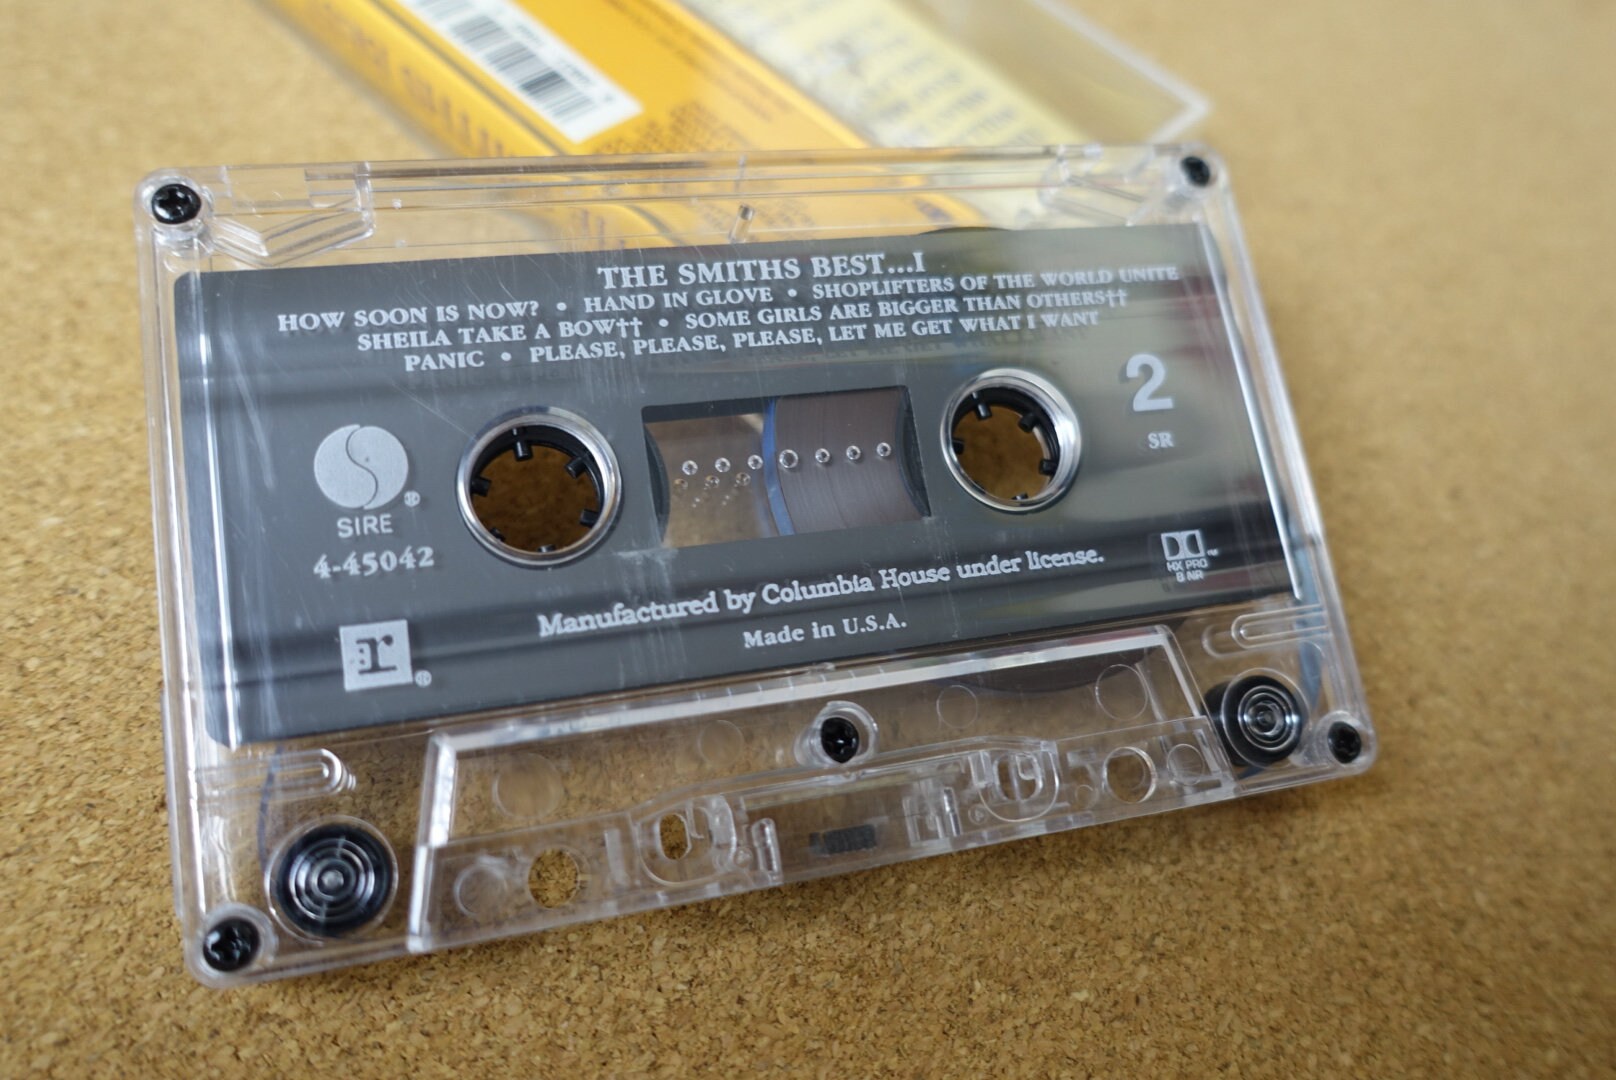 THE SMITHS BEST...I
HOW SOON IS NOW? • HAND IN GLOVE • SHOPLIFTERS OF THE WORLD UNITE
SHEILA TAKE A BOW†† • SOME GIRLS ARE BIGGER THAN OTHERS††
PANIC • PLEASE, PLEASE, PLEASE, LET ME GET WHAT I WANT
2
SR
SIRE
®
4-45042
Manufactured by Columbia House under license.
Made in U.S.A.
HX PRO
B NR
™
r
®